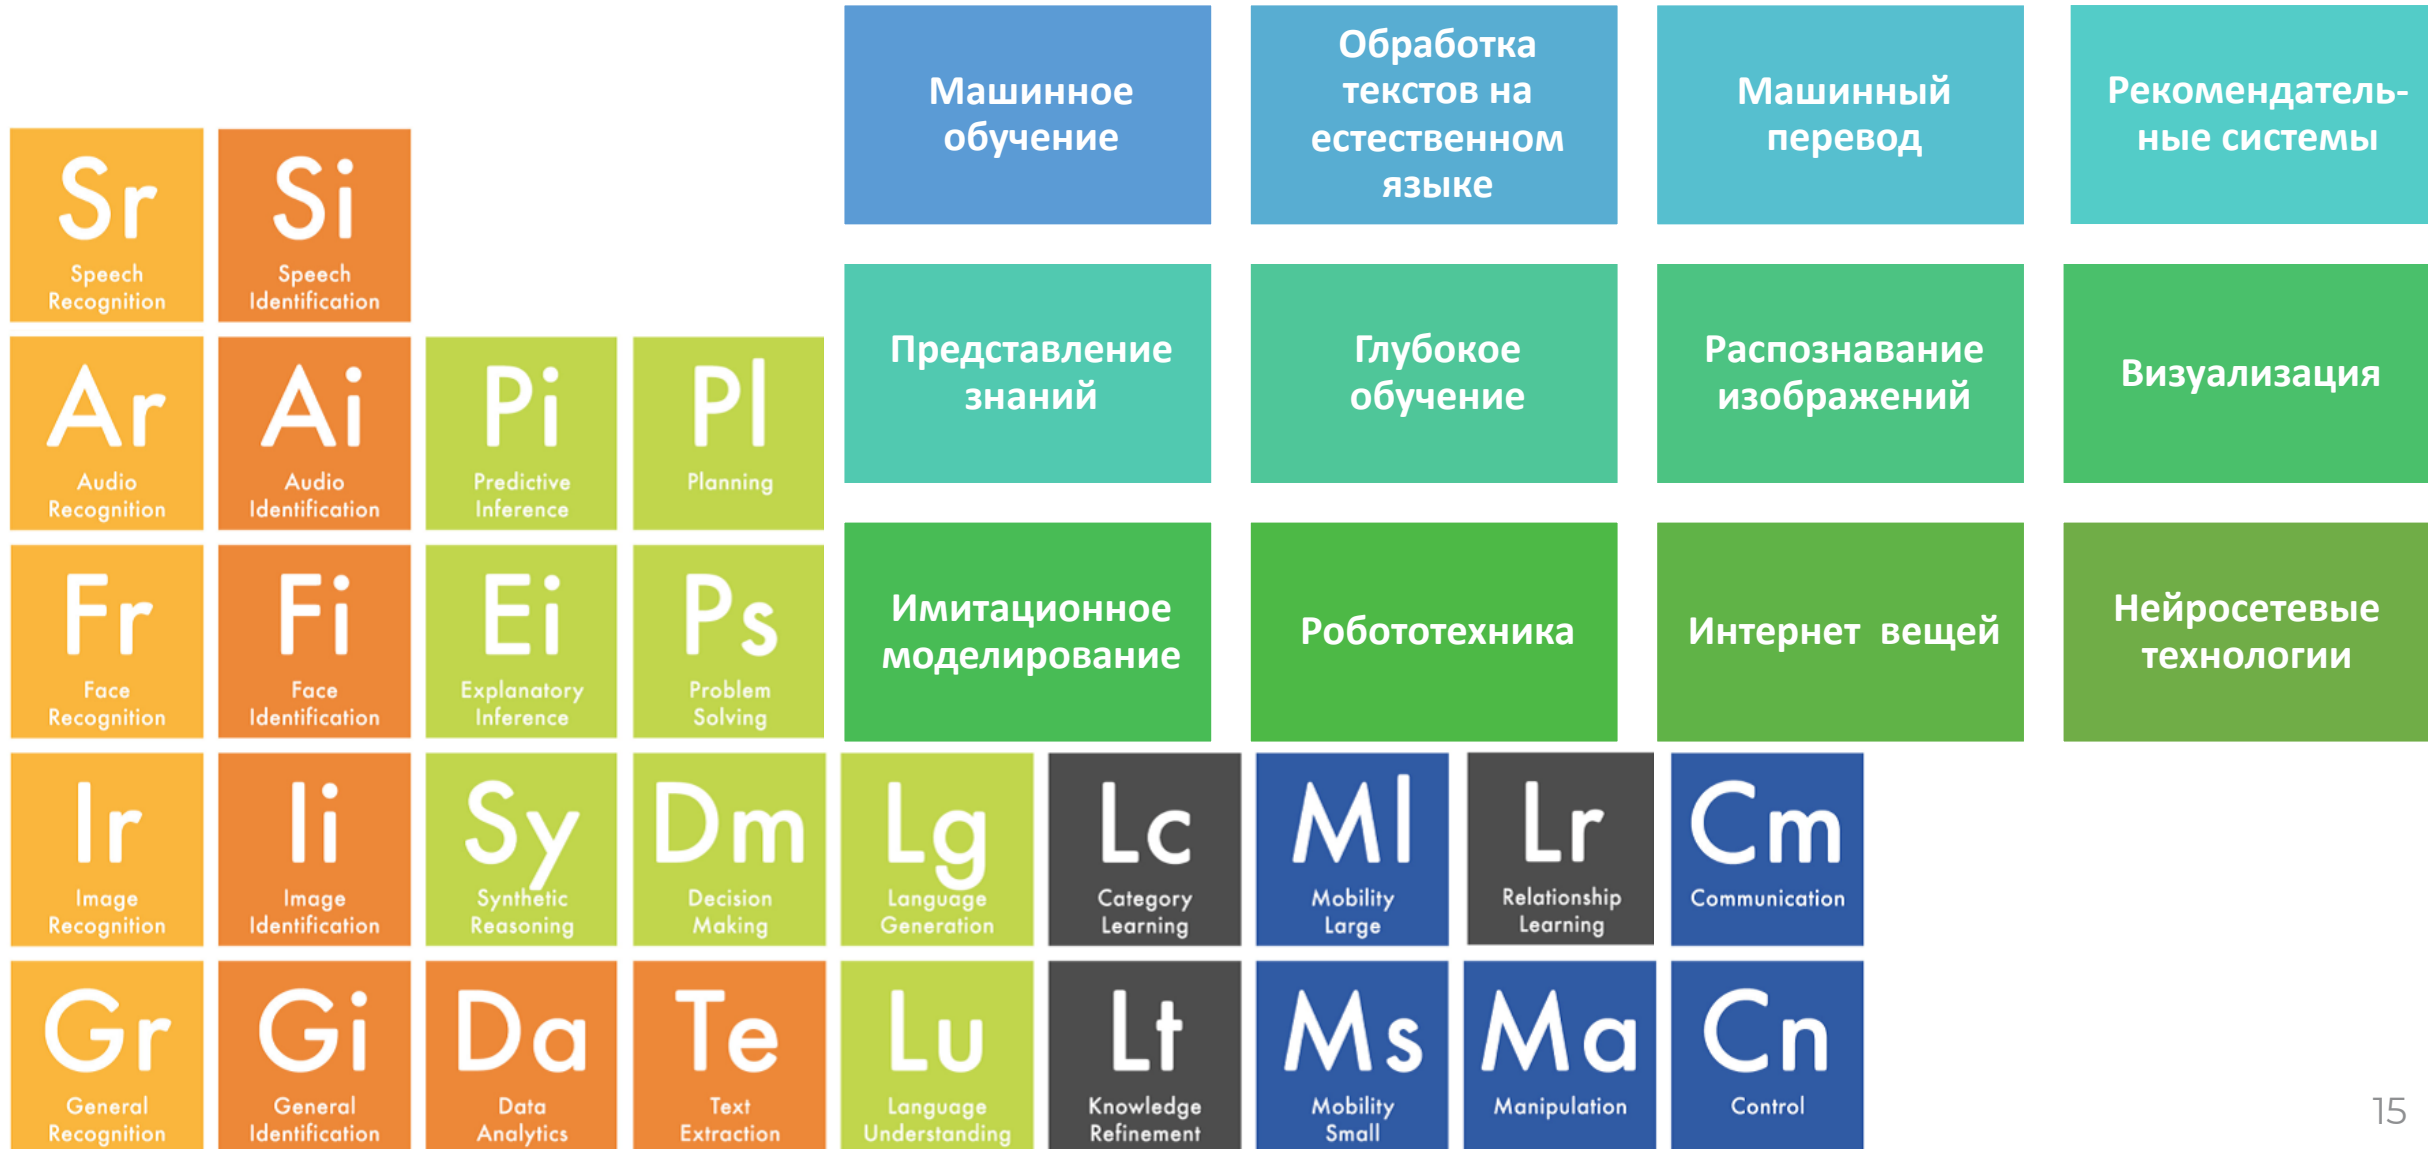 Машинное
обучение
Обработка
текстов на
естественном
языке
Машинный
перевод
Рекомендатель-
ные системы
Sr
Speech
Recognition
Si
Speech
Identification
Представление
знаний
Глубокое
обучение
Распознавание
изображений
Визуализация
Ar
Audio
Recognition
Ai
Audio
Identification
Pi
Predictive
Inference
Pl
Planning
Имитационное
моделирование
Робототехника
Интернет вещей
Нейросетевые
технологии
Fr
Face
Recognition
Fi
Face
Identification
Ei
Explanatory
Inference
Ps
Problem
Solving
Ir
Image
Recognition
Ii
Image
Identification
Sy
Synthetic
Reasoning
Dm
Decision
Making
Lg
Language
Generation
Lc
Category
Learning
Ml
Mobility
Large
Lr
Relationship
Learning
Cm
Communication
Gr
General
Recognition
Gi
General
Identification
Da
Data
Analytics
Te
Text
Extraction
Lu
Language
Understanding
Lt
Knowledge
Refinement
Ms
Mobility
Small
Ma
Manipulation
Cn
Control
15